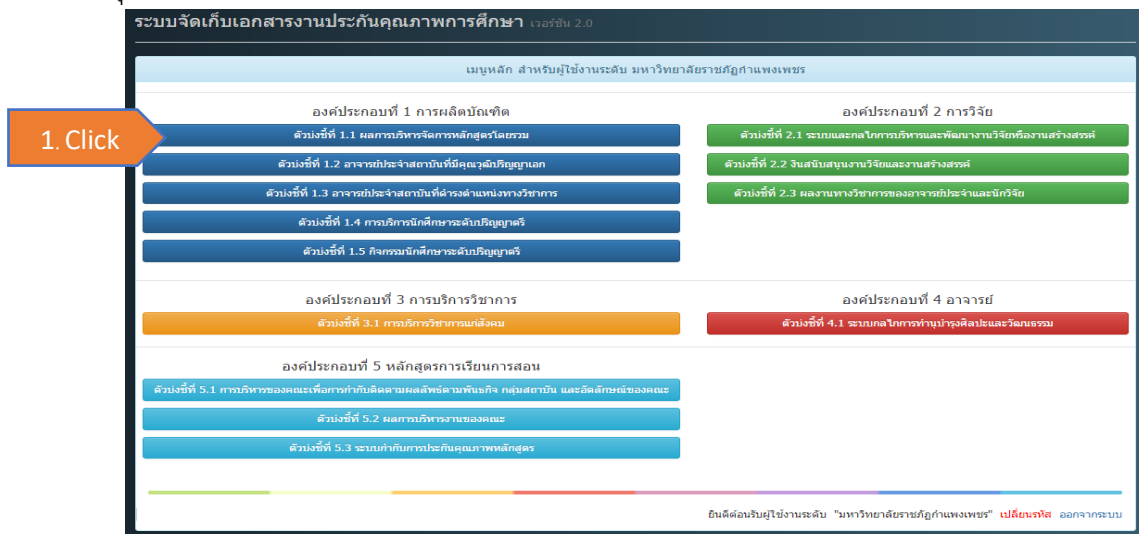 ระบบจัดเก็บเอกสารงานประกันคุณภาพการศึกษา เวอร์ชัน 2.0
เมนูหลัก สำหรับผู้ใช้งานระดับ มหาวิทยาลัยราชภัฏกำแพงเพชร
1. Click
องค์ประกอบที่ 1 การผลิตบัณฑิต
ตัวบ่งชี้ที่ 1.1 ผลการบริหารจัดการหลักสูตรโดยรวม
ตัวบ่งชี้ที่ 1.2 อาจารย์ประจำสถาบันที่มีคุณวุฒิปริญญาเอก
ตัวบ่งชี้ที่ 1.3 อาจารย์ประจำสถาบันที่ดำรงตำแหน่งทางวิชาการ
ตัวบ่งชี้ที่ 1.4 การบริการนักศึกษาระดับปริญญาตรี
ตัวบ่งชี้ที่ 1.5 กิจกรรมนักศึกษาระดับปริญญาตรี
องค์ประกอบที่ 2 การวิจัย
ตัวบ่งชี้ที่ 2.1 ระบบและกลไกการบริหารและพัฒนางานวิจัยหรืองานสร้างสรรค์
ตัวบ่งชี้ที่ 2.2 เงินสนับสนุนงานวิจัยและงานสร้างสรรค์
ตัวบ่งชี้ที่ 2.3 ผลงานทางวิชาการของอาจารย์ประจำและนักวิจัย
องค์ประกอบที่ 3 การบริการวิชาการ
ตัวบ่งชี้ที่ 3.1 การบริการวิชาการแก่สังคม
องค์ประกอบที่ 4 อาจารย์
ตัวบ่งชี้ที่ 4.1 ระบบกลไกการทำนุบำรุงศิลปะและวัฒนธรรม
องค์ประกอบที่ 5 หลักสูตรการเรียนการสอน
ตัวบ่งชี้ที่ 5.1 การบริหารของคณะเพื่อการกำกับติดตามผลลัพธ์ตามพันธกิจ กลุ่มสถาบัน และอัตลักษณ์ของคณะ
ตัวบ่งชี้ที่ 5.2 ผลการบริหารงานของคณะ
ตัวบ่งชี้ที่ 5.3 ระบบกำกับการประกันคุณภาพหลักสูตร
ยินดีต้อนรับผู้ใช้งานระดับ "มหาวิทยาลัยราชภัฏกำแพงเพชร" เปลี่ยนรหัส ออกจากระบบ